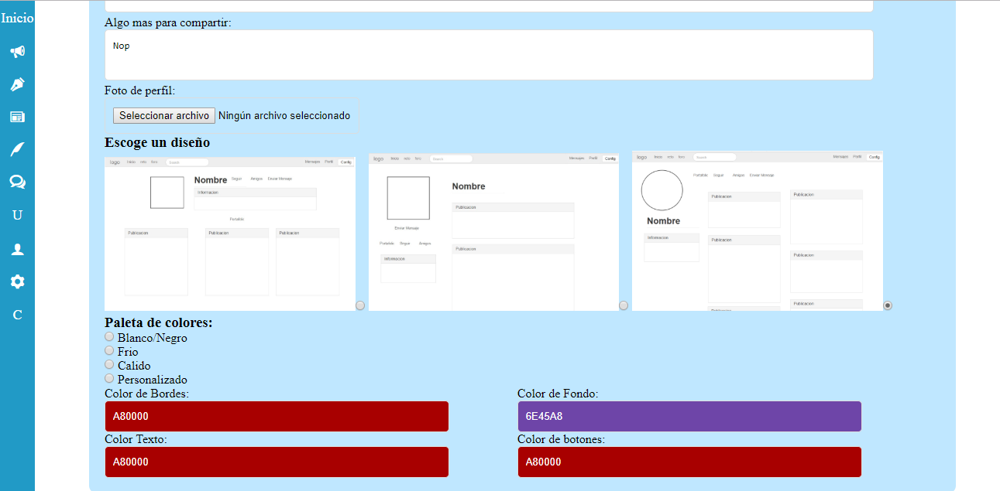 Inicio
Algo mas para compartir:
Nop
Foto de perfil:
Seleccionar archivo Ningún archivo seleccionado
Escoge un diseño
logo Inicio reto foro Search Mensajes Perfil Config
Nombre Seguir Amigos Enviar Mensaje
Informacion
Portafolio
Publicacion Publicacion Publicacion
logo Inicio reto foro Search Mensajes Perfil Config
Nombre
Publicacion
Enviar Mensaje
Portafolio Seguir Amigos
Publicacion
Informacion
logo Inicio reto foro Search Mensajes Perfil Config
Portafolio Seguir Amigos Enviar Mensaje
Publicacion Publicacion
Nombre
Informacion
Publicacion
Publicacion
Publicacion
Publicacion
Paleta de colores:
Blanco/Negro
Frio
Calido
Personalizado
Color de Bordes: Color de Fondo:
A80000 6E45A8
Color Texto: Color de botones:
A80000 A80000
U
C